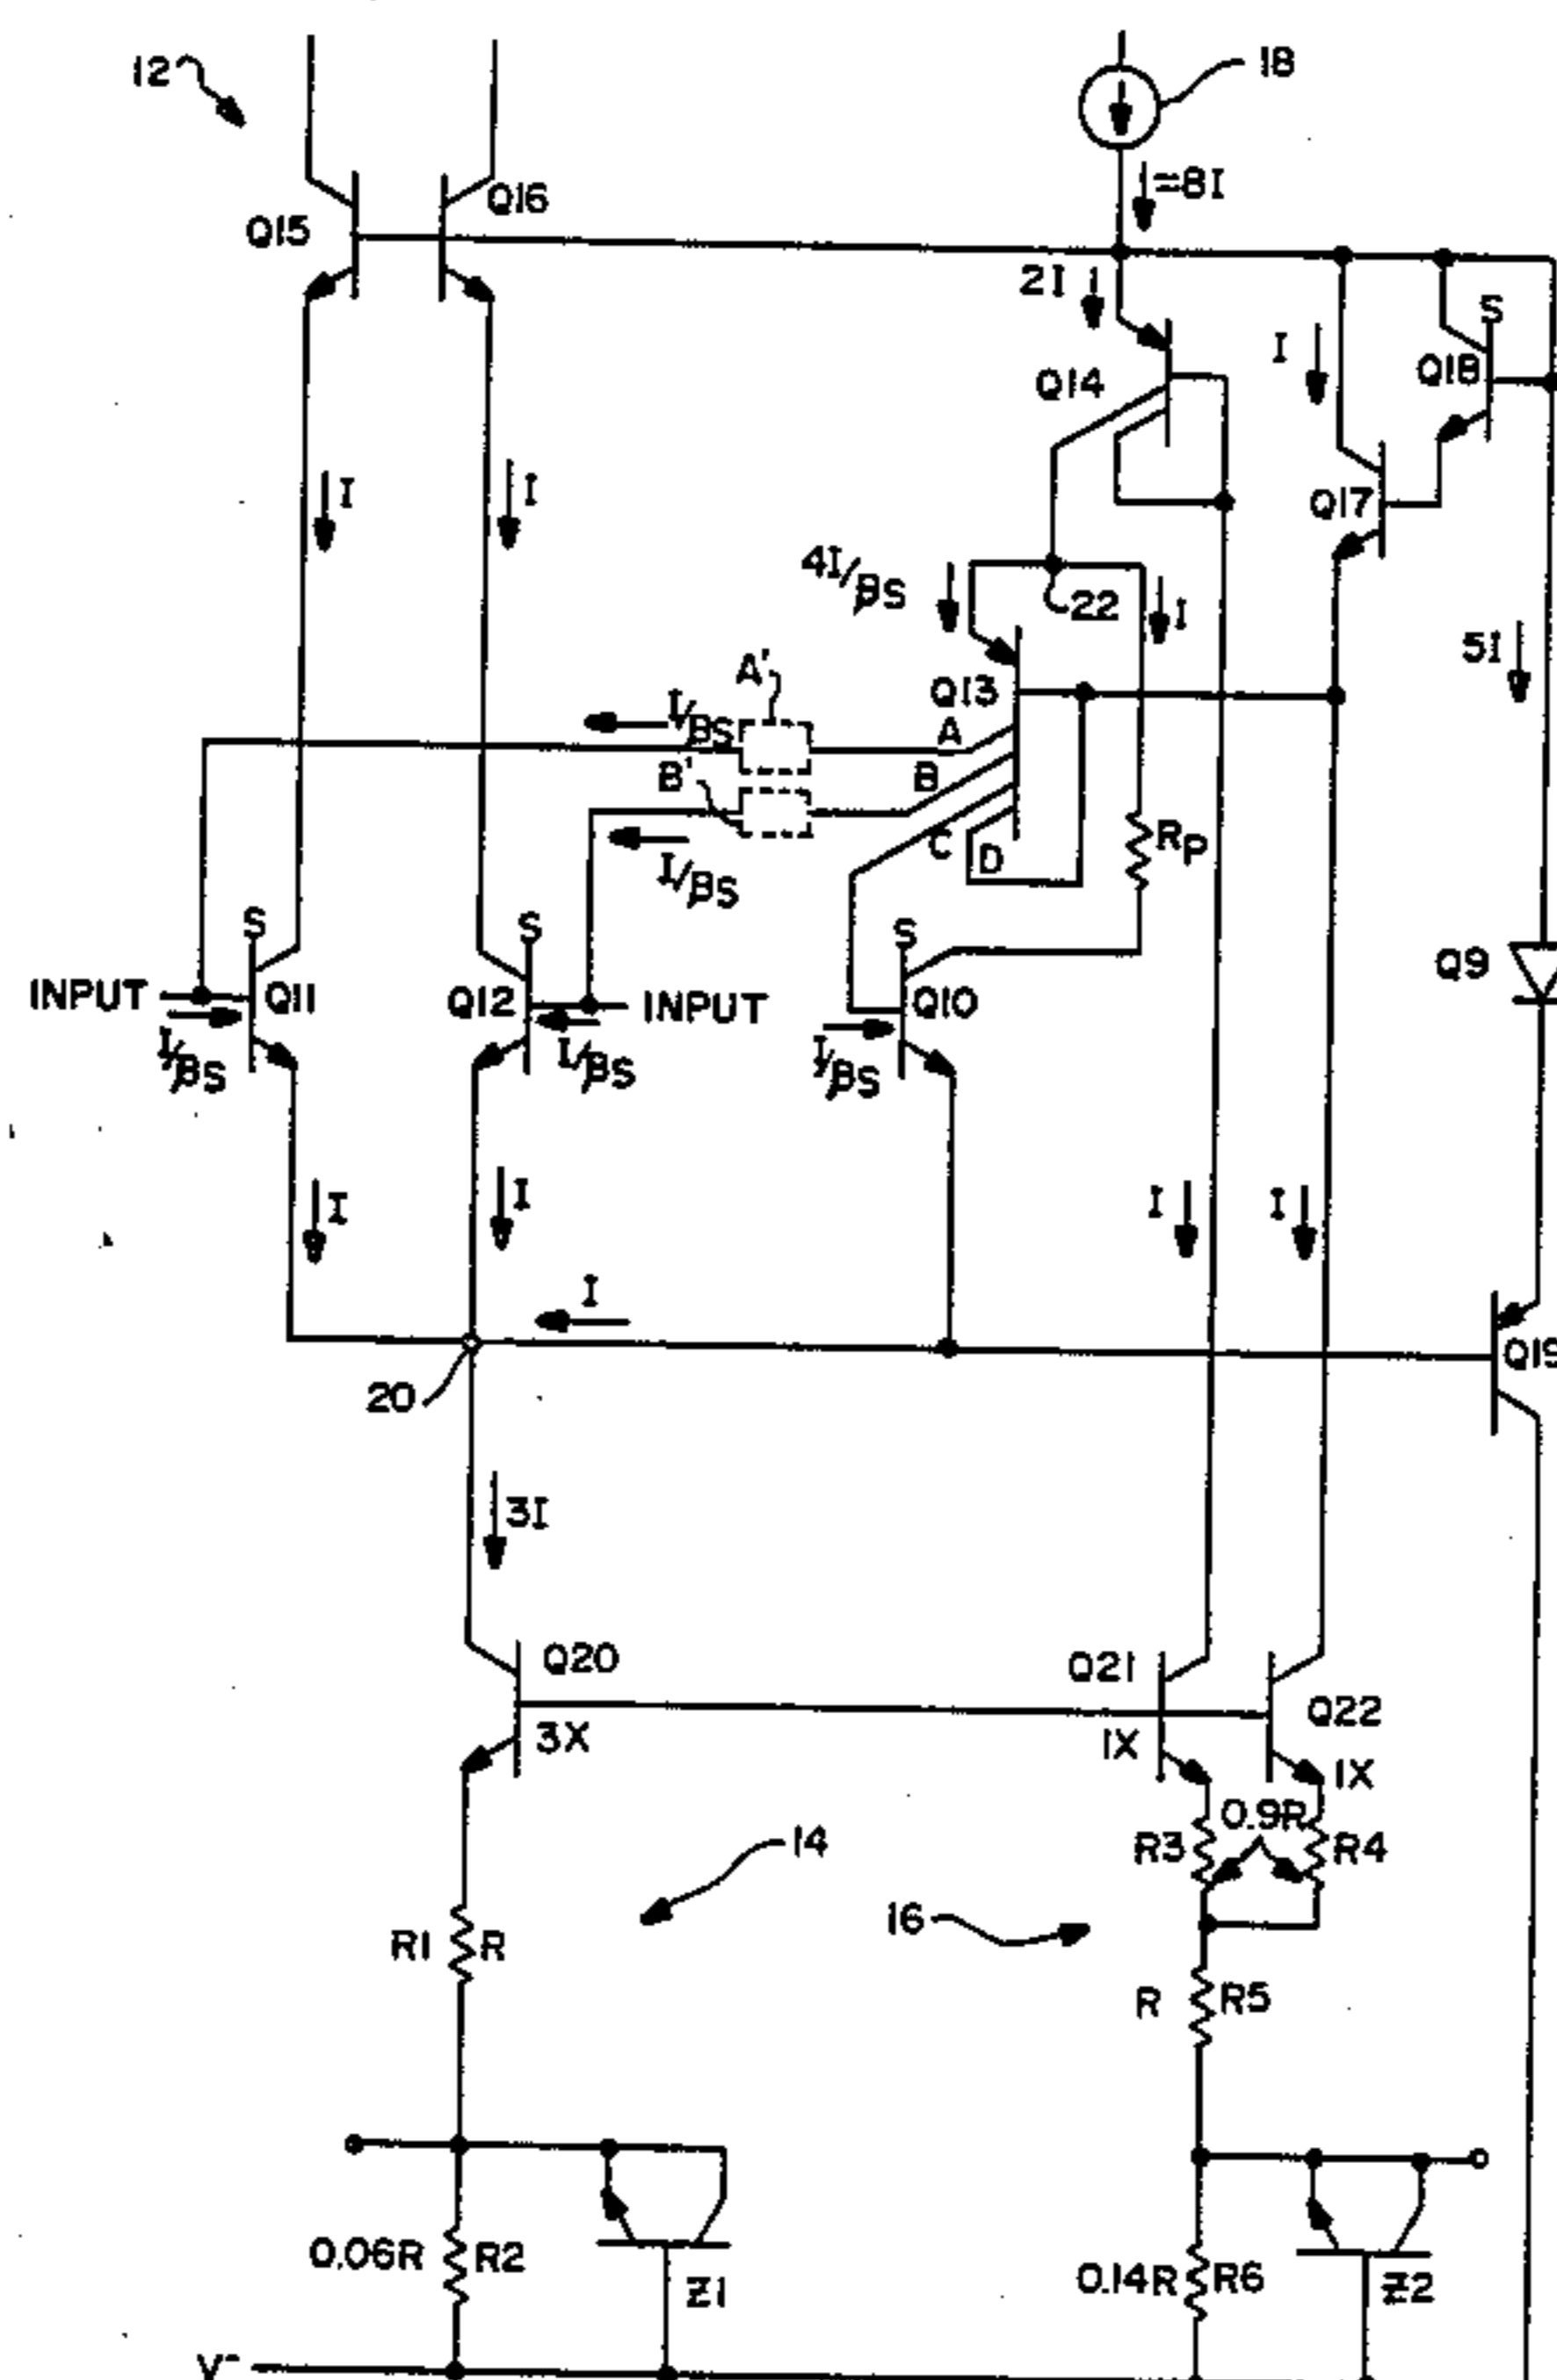 12
18
=8I
Q15
Q16
2I
I
S
Q18
Q14
I
I
Q17
4I/βS
22
I
5I
A'
I/βS
Q13
A
B'
B
C
D
RP
I/βS
S
S
S
Q9
INPUT
Q11
Q12
INPUT
Q10
I/βS
I/βS
I/βS
I
I
I
I
I
Q19
20
3I
Q20
Q21
Q22
3X
1X
1X
0.9R
R3
R4
14
16
R1
R
R
R5
0.06R
R2
Z1
0.14R
R6
Z2
V-